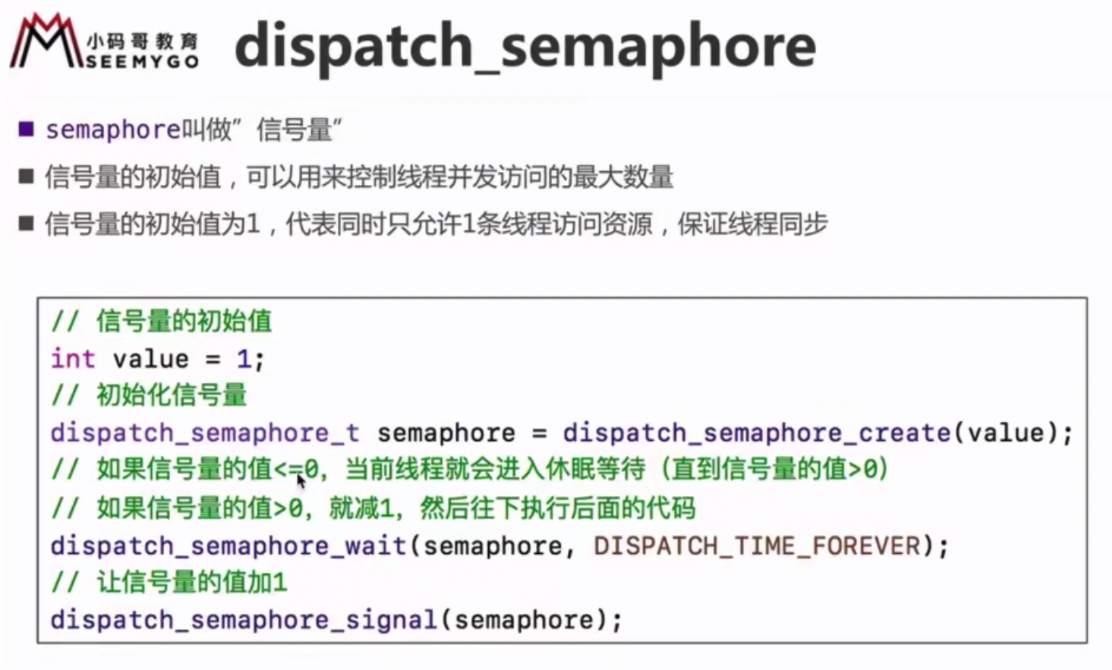 小码哥教育
SEEMYGO
dispatch_semaphore
semaphore叫做”信号量”
信号量的初始值，可以用来控制线程并发访问的最大数量
信号量的初始值为1，代表同时只允许1条线程访问资源，保证线程同步
// 信号量的初始值
int value = 1;
// 初始化信号量
dispatch_semaphore_t semaphore = dispatch_semaphore_create(value);
// 如果信号量的值<=0，当前线程就会进入休眠等待（直到信号量的值>0）
// 如果信号量的值>0，就减1，然后往下执行后面的代码
dispatch_semaphore_wait(semaphore, DISPATCH_TIME_FOREVER);
// 让信号量的值加1
dispatch_semaphore_signal(semaphore);